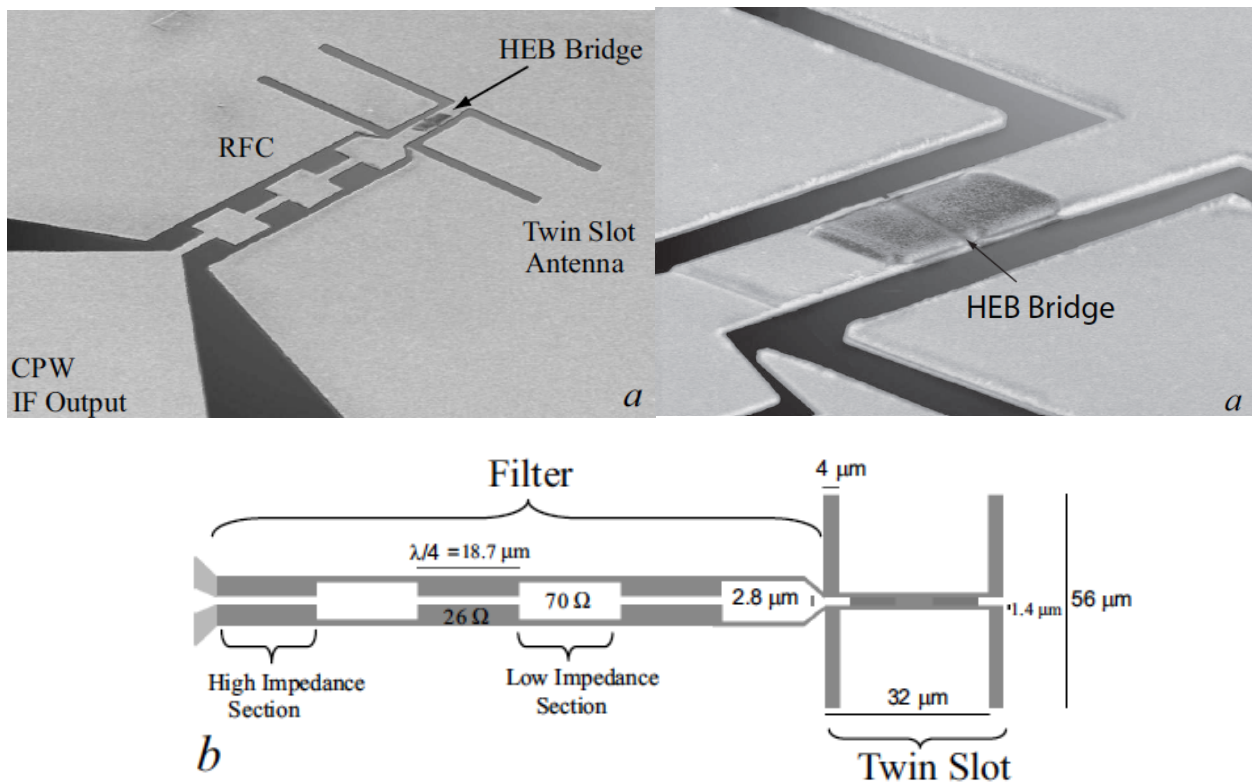 HEB Bridge
RFC
Twin Slot
Antenna
CPW
IF Output
a
HEB Bridge
a
Filter
4 μm
λ/4 = 18.7 μm
70 Ω
26 Ω
2.8 μm
1.4 μm
56 μm
High Impedance
Section
Low Impedance
Section
32 μm
Twin Slot
b